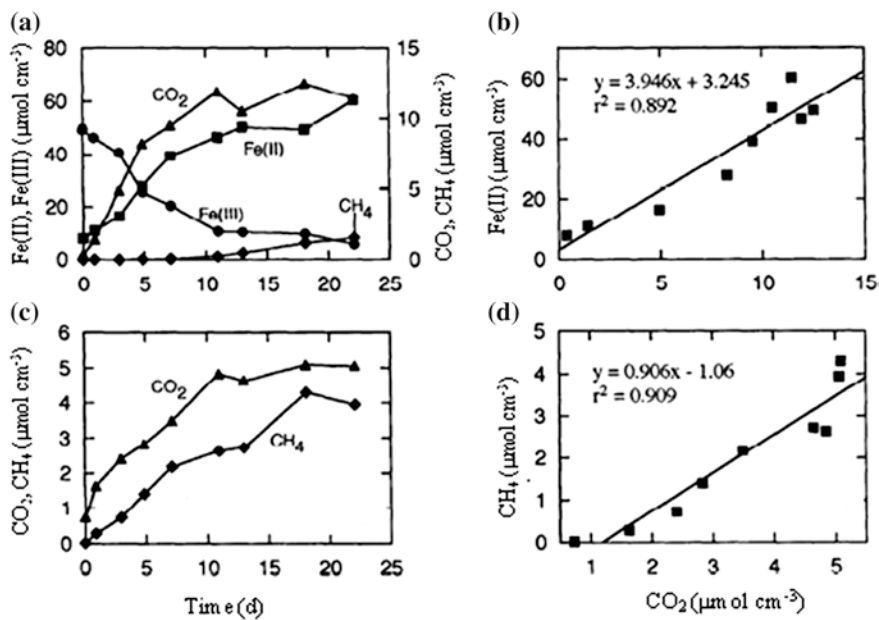 (a)
80
60
40
20
0
Fe(II), Fe(III) (μmol cm⁻³)
CO₂
Fe(II)
Fe(III)
CH₄
15
10
5
0
CO₂, CH₄ (μmol cm⁻³)
0 5 10 15 20 25
(b)
y = 3.946x + 3.245
r² = 0.892
60
40
20
0
Fe(II) (μmol cm⁻³)
0 5 10 15
(c)
6
5
4
3
2
1
0
CO₂, CH₄ (μmol cm⁻³)
CO₂
CH₄
0 5 10 15 20 25
Time (d)
(d)
y = 0.906x - 1.06
r² = 0.909
5
4
3
2
1
0
CH₄ (μmol cm⁻³)
1 2 3 4 5
CO₂ (μmol cm⁻³)